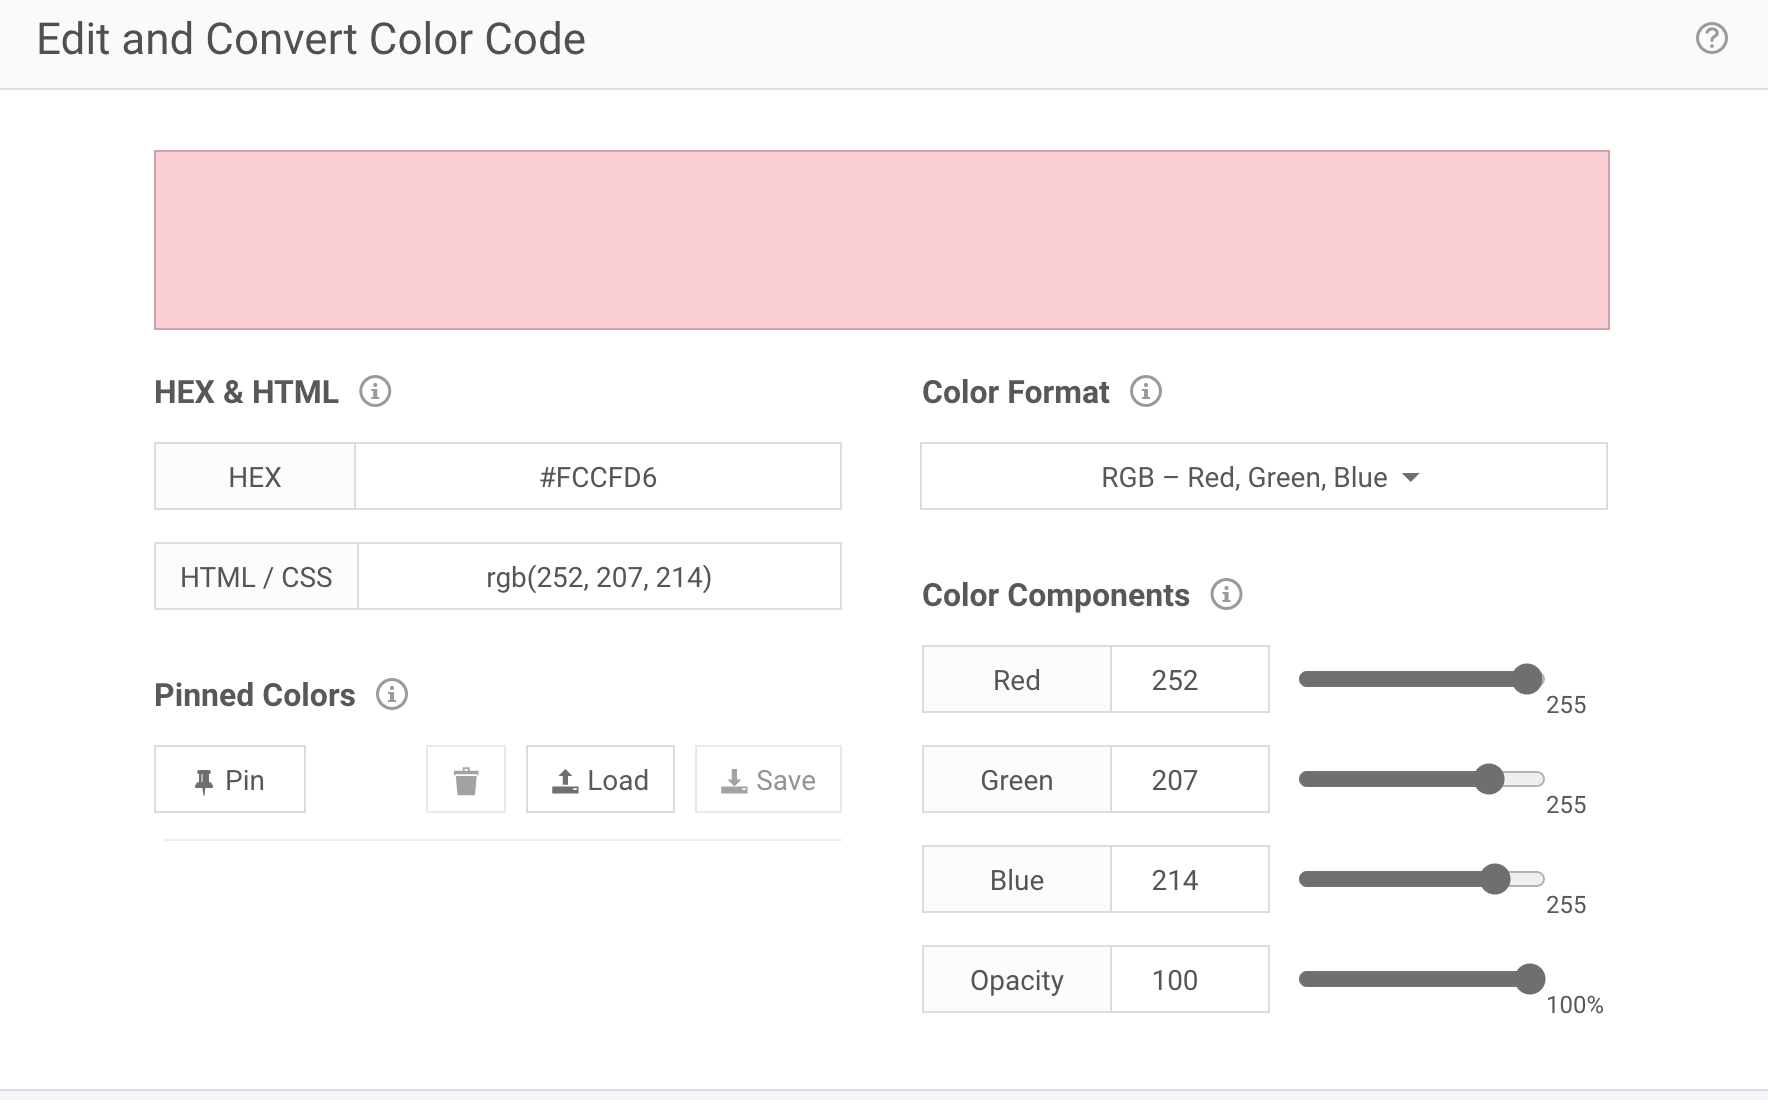 Edit and Convert Color Code
HEX & HTML
HEX #FCCFD6
HTML / CSS rgb(252, 207, 214)
Pinned Colors
Pin Load Save
Color Format
RGB – Red, Green, Blue
Color Components
Red 252 255
Green 207 255
Blue 214 255
Opacity 100 100%